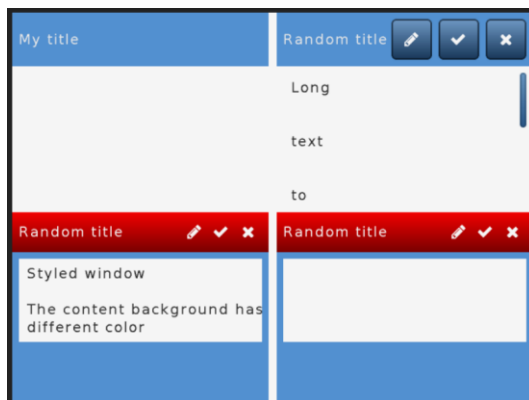 My title
Random title
Long
text
to
Random title
Styled window
The content background has
different color
Random title